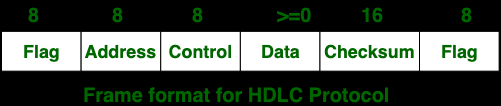 8 8 8 >=0 16 8
Flag Address Control Data Checksum Flag
Frame format for HDLC Protocol